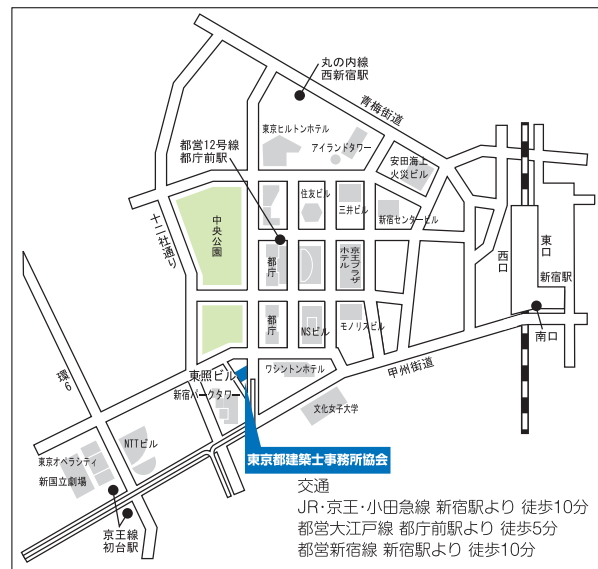 丸の内線
西新宿駅
青梅街道
都営12号線
都庁前駅
東京ヒルトンホテル
アイランドタワー
安田海上
火災ビル
住友ビル
三井ビル
新宿センタービル
十二社通り
中央公園
都庁
京王プラザ
ホテル
西口
東口
新宿駅
都庁
NSビル
モノリスビル
南口
甲州街道
環6
東照ビル
ワシントンホテル
新宿パークタワー
文化女子大学
NTTビル
東京オペラシティ
新国立劇場
京王線
初台駅
東京都建築士事務所協会
交通
JR・京王・小田急線 新宿駅より 徒歩10分
都営大江戸線 都庁前駅より 徒歩5分
都営新宿線 新宿駅より 徒歩10分